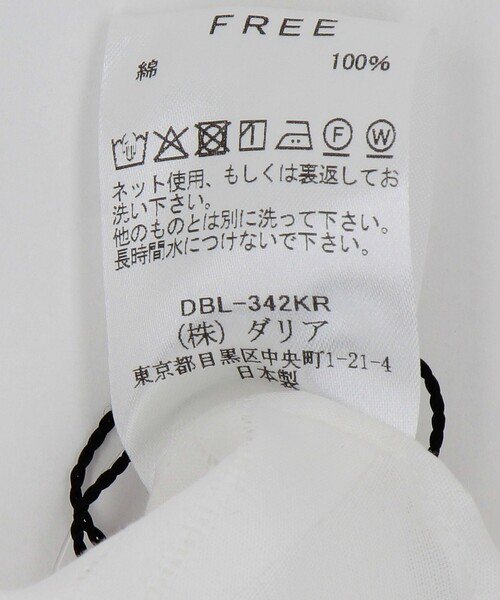 FREE
綿 100%
F W
ネット使用、もしくは裏返してお
洗い下さい。
他のものとは別に洗って下さい。
長時間水につけないで下さい。
DBL-342KR
(株) ダリア
東京都目黒区中央町1-21-4
日本製